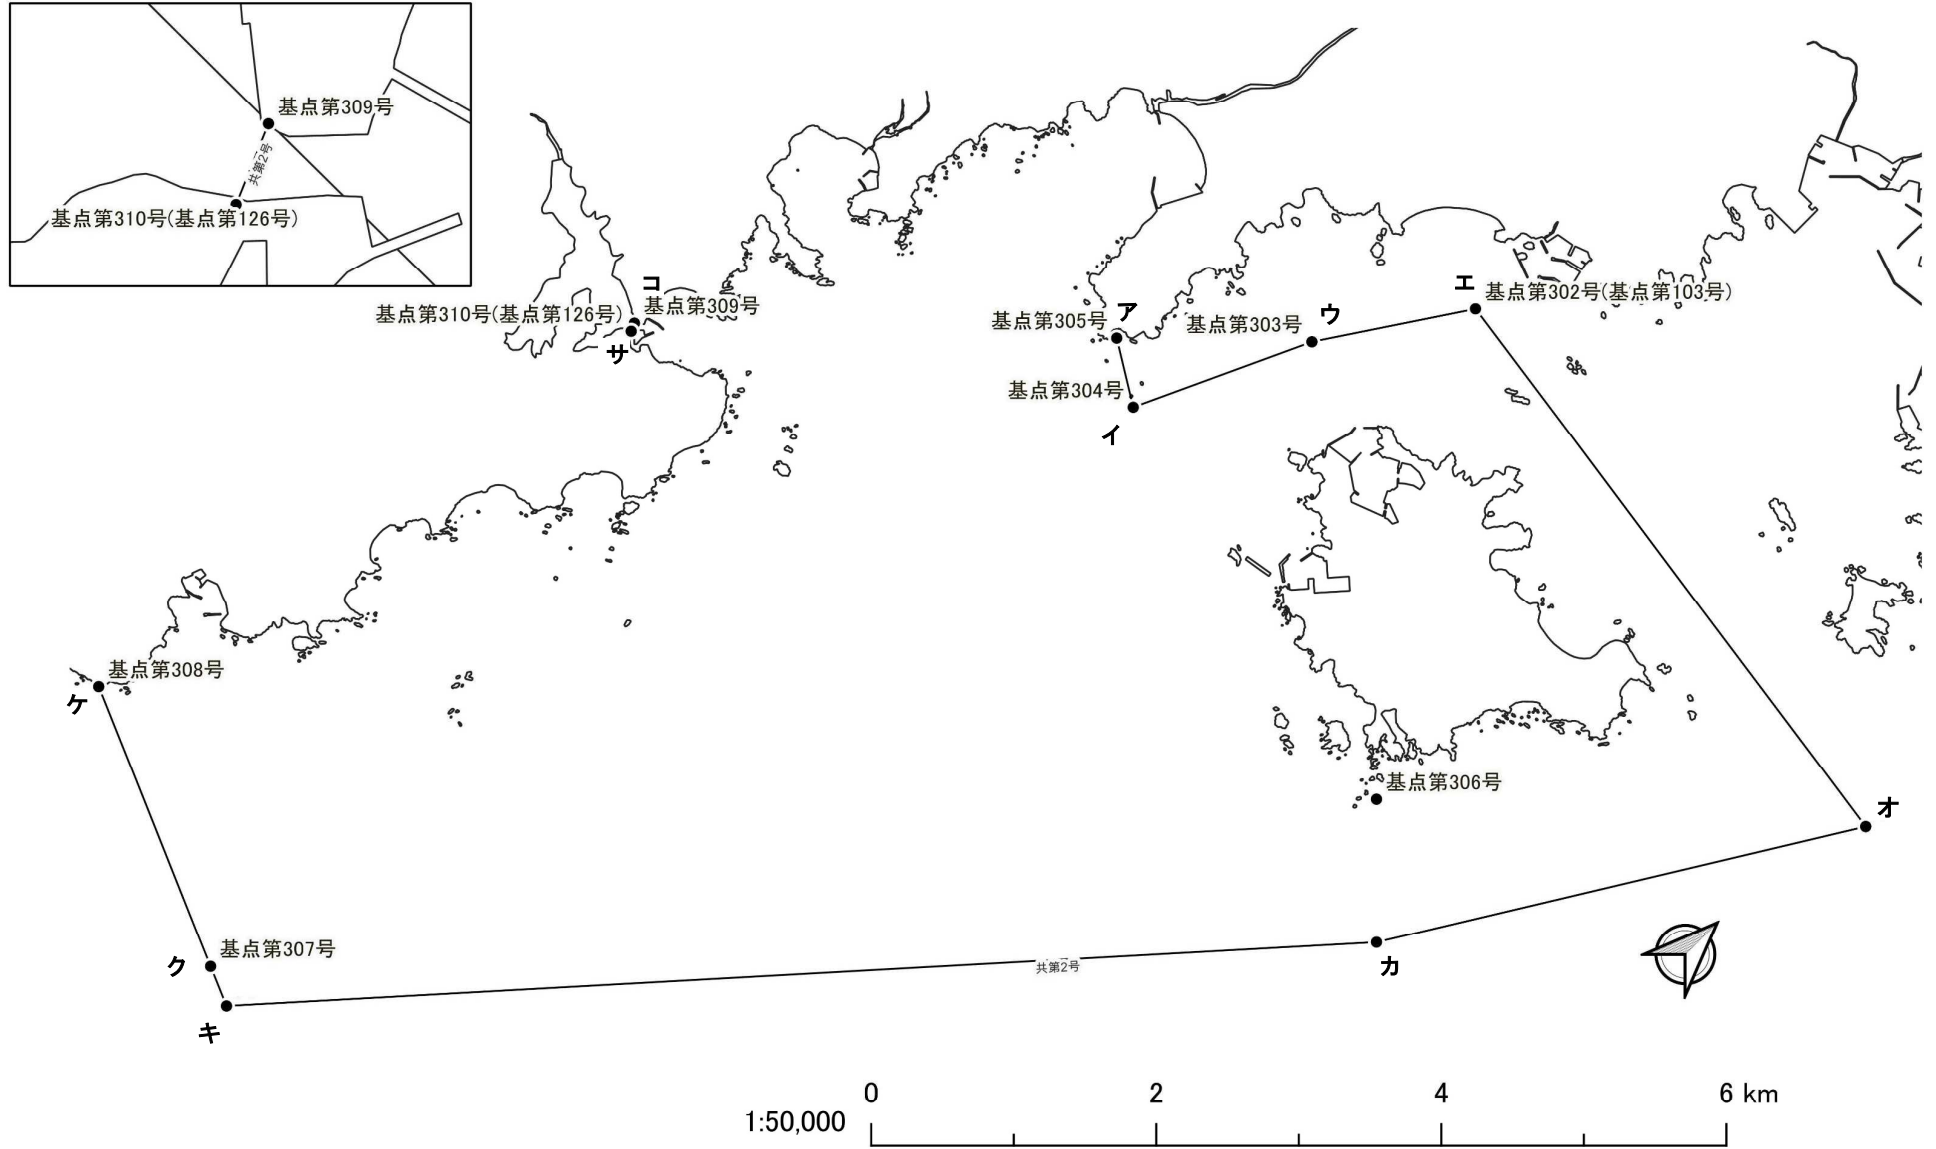 基点第309号
共第2号
基点第310号(基点第126号)
コ
基点第309号
基点第310号(基点第126号)
サ
エ
基点第302号(基点第103号)
ア
基点第305号
ウ
基点第303号
基点第304号
イ
基点第308号
ケ
基点第306号
オ
基点第307号
ク
カ
共第2号
キ
0 2 4 6 km
1:50,000